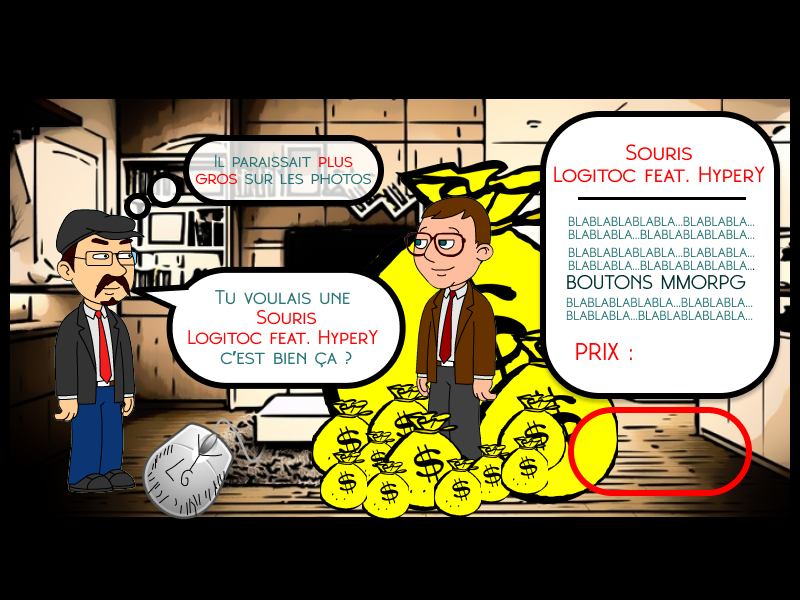 Il paraissait plus
gros sur les photos
Tu voulais une
Souris
Logitoc feat. HyperY
c'est bien ça ?
LG
$
$
$
$
$
$
$
$
Souris
Logitoc feat. HyperY
blablablablabla...blablabla...
blablabla...blablablablabla...
blablablablabla...blablabla...
blablabla...blablablablabla...
BOUTONS MMORPG
blablablablabla...blablabla...
blablabla...blablablablabla...
PRIX :